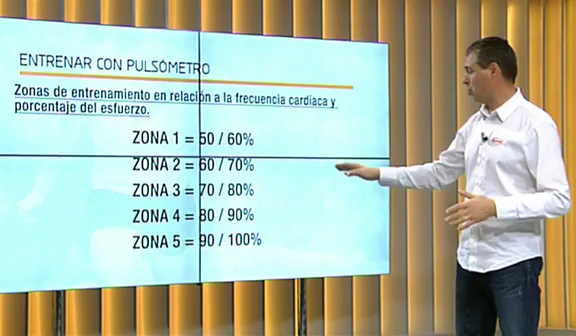 ENTRENAR CON PULSÓMETRO
Zonas de entrenamiento en relación a la frecuencia cardiaca y
porcentaje del esfuerzo.
ZONA 1 = 50 / 60%
ZONA 2 = 60 / 70%
ZONA 3 = 70 / 80%
ZONA 4 = 80 / 90%
ZONA 5 = 90 / 100%